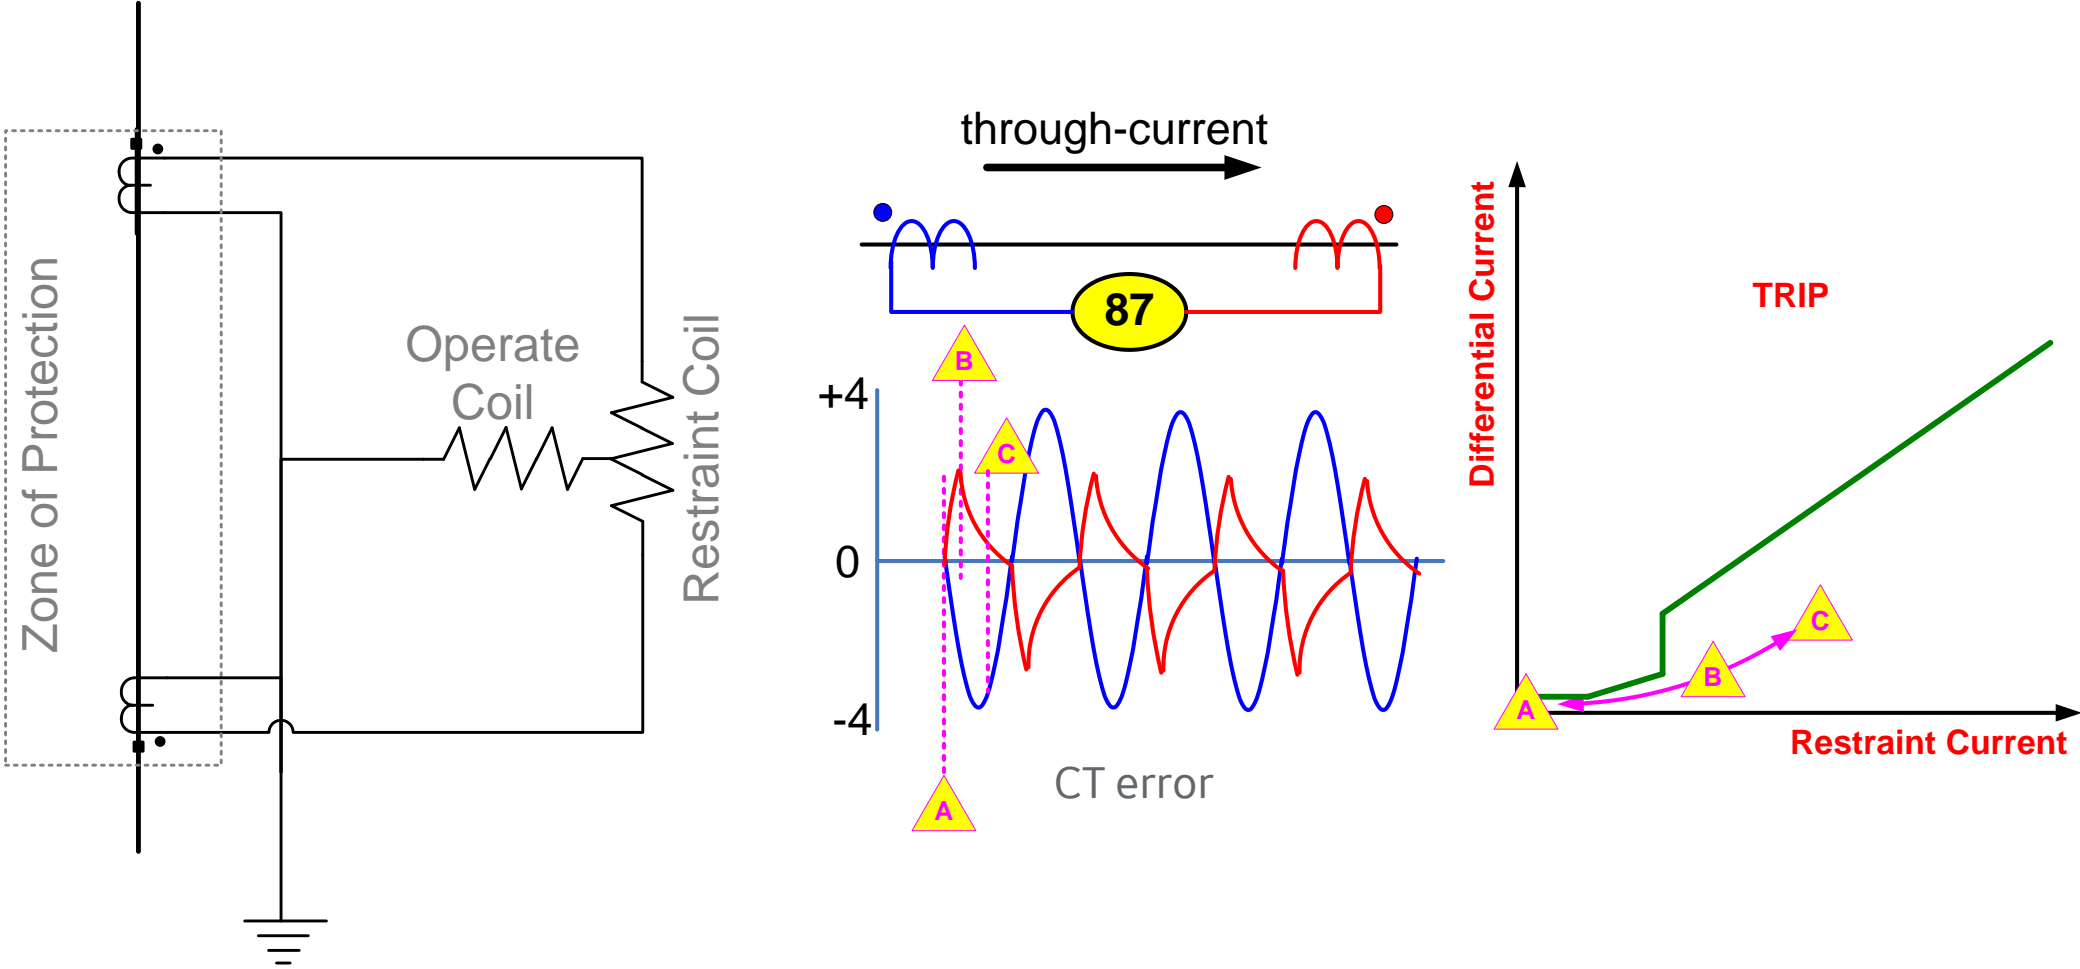 Zone of Protection
Operate
Coil
Restraint Coil
through-current
87
B
C
+4
0
-4
A
CT error
Differential Current
TRIP
C
B
A
Restraint Current